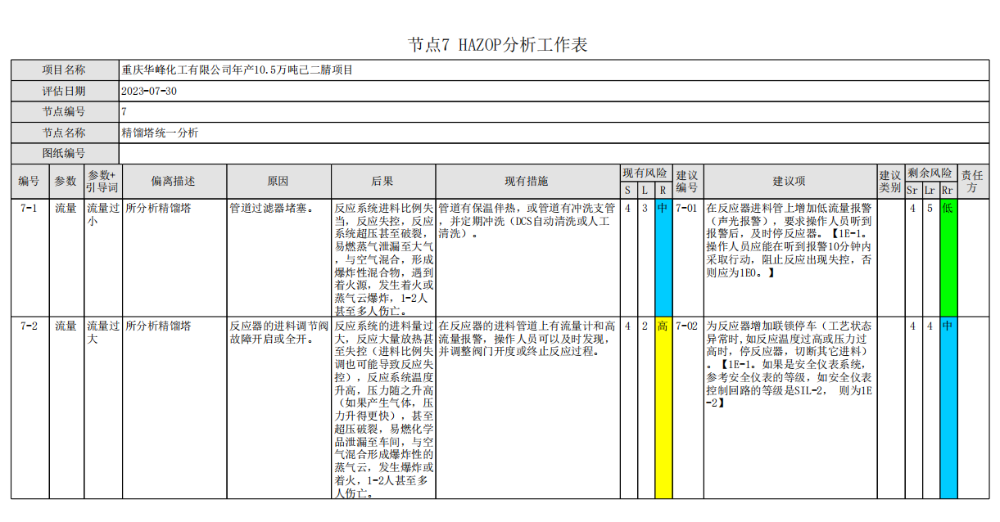 节点7 HAZOP分析工作表
项目名称
重庆华峰化工有限公司年产10.5万吨己二腈项目
评估日期
2023-07-30
节点编号
7
节点名称
精馏塔统一分析
图纸编号
编号
参数
参数+
引导词
偏离描述
原因
后果
现有措施
现有风险
S
L
R
建议
编号
建议项
建议
类别
剩余风险
Sr
Lr
Rr
责任
方
7-1
流量
流量过
小
所分析精馏塔
管道过滤器堵塞。
反应系统进料比例失
当，反应失控，反应
系统超压甚至破裂，
易燃蒸气泄漏至大气
，与空气混合，形成
爆炸性混合物，遇到
着火源，发生着火或
蒸气云爆炸，1-2人
甚至多人伤亡。
管道有保温伴热，或管道有冲洗支管
，并定期冲洗（DCS自动清洗或人工
清洗）。
4
3
中
7-01
在反应器进料管上增加低流量报警
（声光报警），要求操作人员听到
报警后，及时停反应器。【1E-1。
操作人员应能在听到报警10分钟内
采取行动，阻止反应出现失控，否
则应为1E0。】
4
5
低
7-2
流量
流量过
大
所分析精馏塔
反应器的进料调节阀
故障开启或全开。
反应系统的进料量过
大，反应大量放热甚
至失控（进料比例失
调也可能导致反应失
控），反应系统温度
升高，压力随之升高
（如果产生气体，压
力升得更快），甚至
超压破裂，易燃化学
品泄漏至车间，与空
气混合形成爆炸性的
蒸气云，发生爆炸或
着火，1-2人甚至多
人伤亡。
在反应器的进料管道上有流量计和高
流量报警，操作人员可以及时发现，
并调整阀门开度或终止反应过程。
4
2
高
7-02
为反应器增加联锁停车（工艺状态
异常时,如反应温度过高或压力过
高时，停反应器，切断其它进料）
。【1E-1。如果是安全仪表系统，
参考安全仪表的等级，如安全仪表
控制回路的等级是SIL-2， 则为1E
-2】
4
4
中